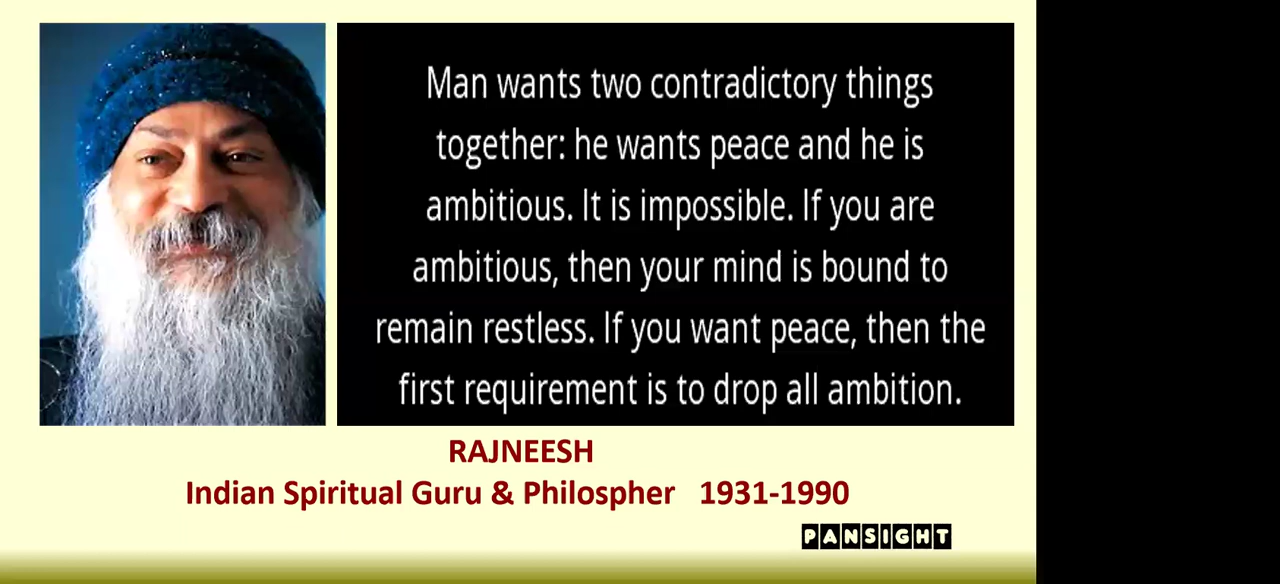 Man wants two contradictory things
together: he wants peace and he is
ambitious. It is impossible. If you are
ambitious, then your mind is bound to
remain restless. If you want peace, then the
first requirement is to drop all ambition.
RAJNEESH
Indian Spiritual Guru & Philospher 1931-1990
PANSIGHT